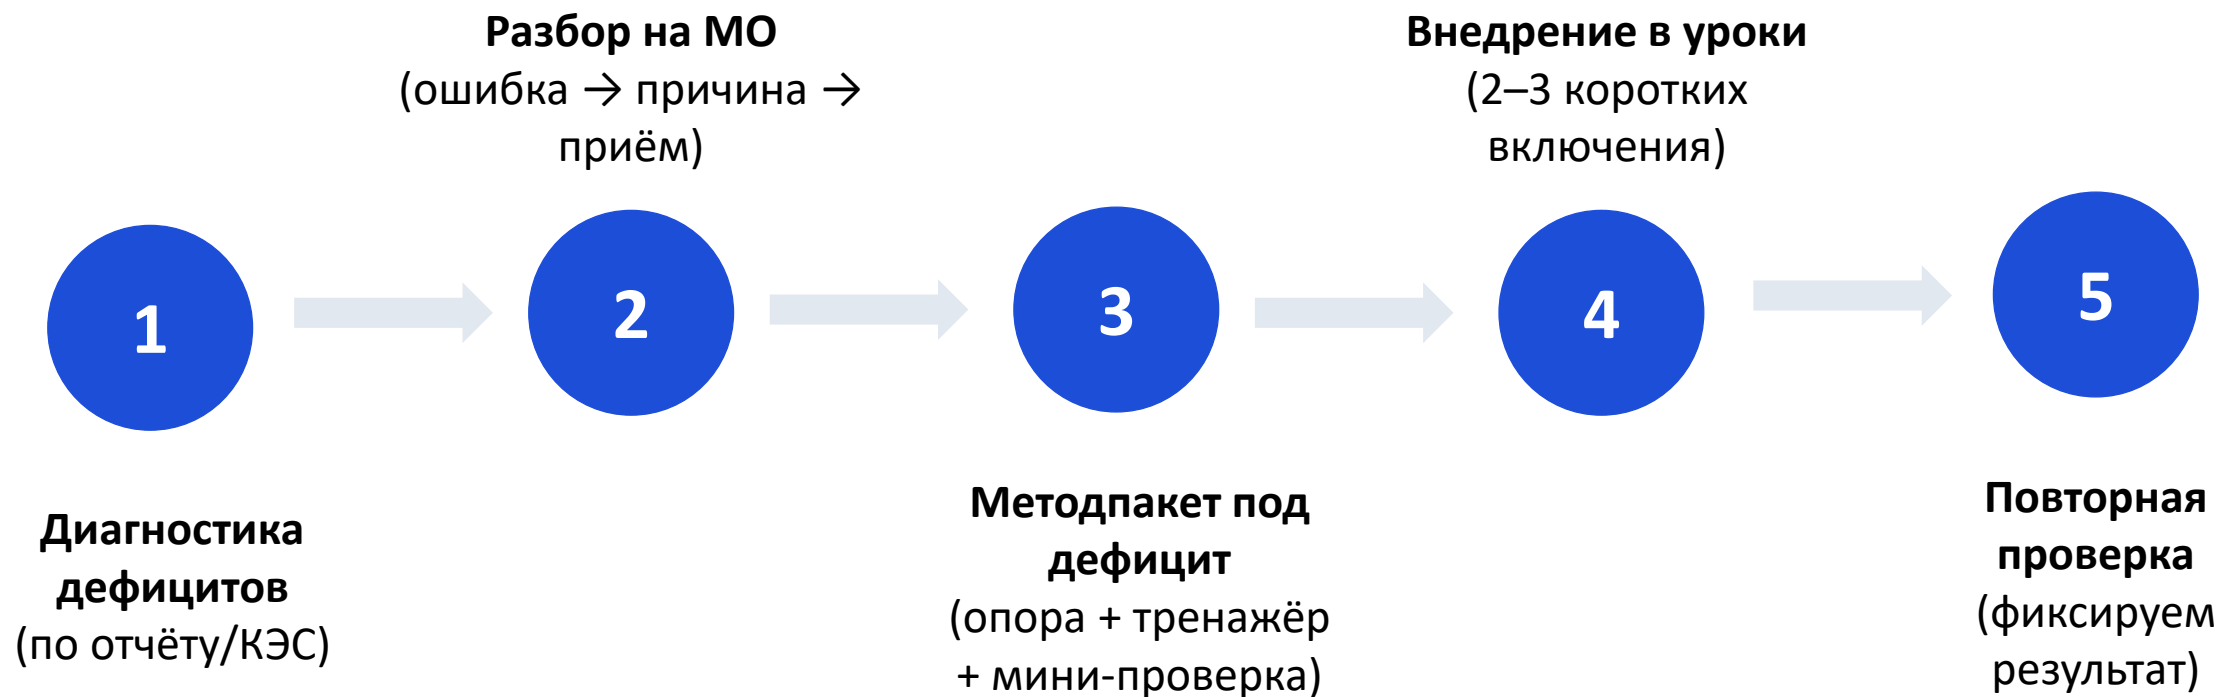 Разбор на МО
(ошибка → причина →
приём)
Внедрение в уроки
(2–3 коротких
включения)
1
2
3
4
5
Диагностика
дефицитов
(по отчёту/КЭС)
Методпакет под
дефицит
(опора + тренажёр
+ мини-проверка)
Повторная
проверка
(фиксируем
результат)